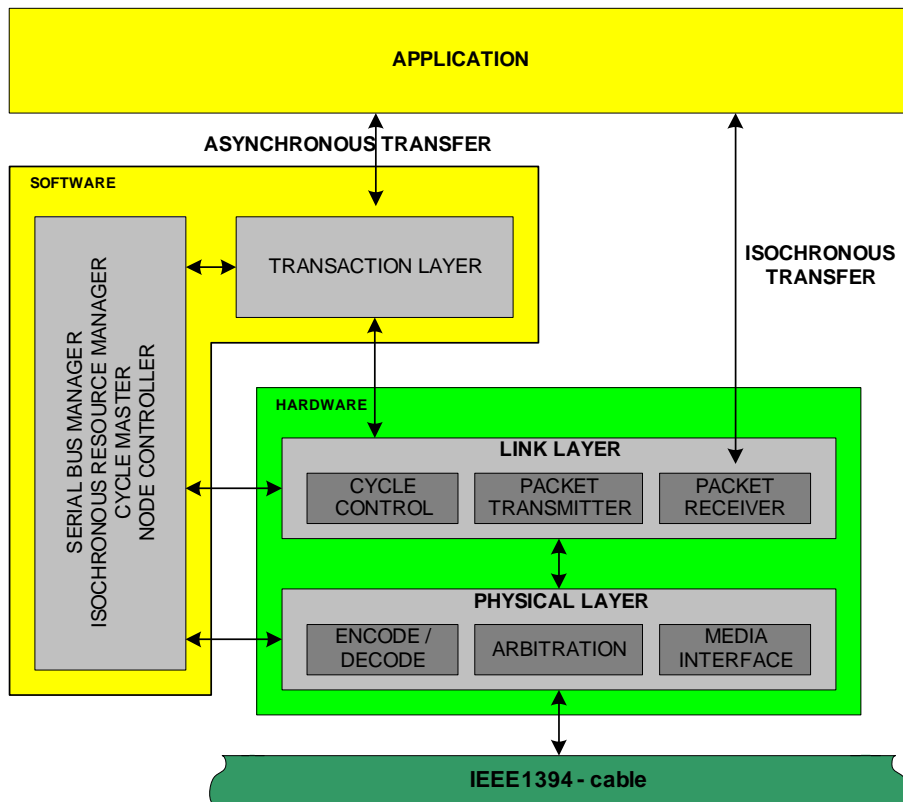 APPLICATION
ASYNCHRONOUS TRANSFER
SOFTWARE
SERIAL BUS MANAGER
ISOCHRONOUS RESOURCE MANAGER
CYCLE MASTER
NODE CONTROLLER
TRANSACTION LAYER
ISOCHRONOUS
TRANSFER
HARDWARE
LINK LAYER
CYCLE
CONTROL
PACKET
TRANSMITTER
PACKET
RECEIVER
PHYSICAL LAYER
ENCODE /
DECODE
ARBITRATION
MEDIA
INTERFACE
IEEE1394 - cable